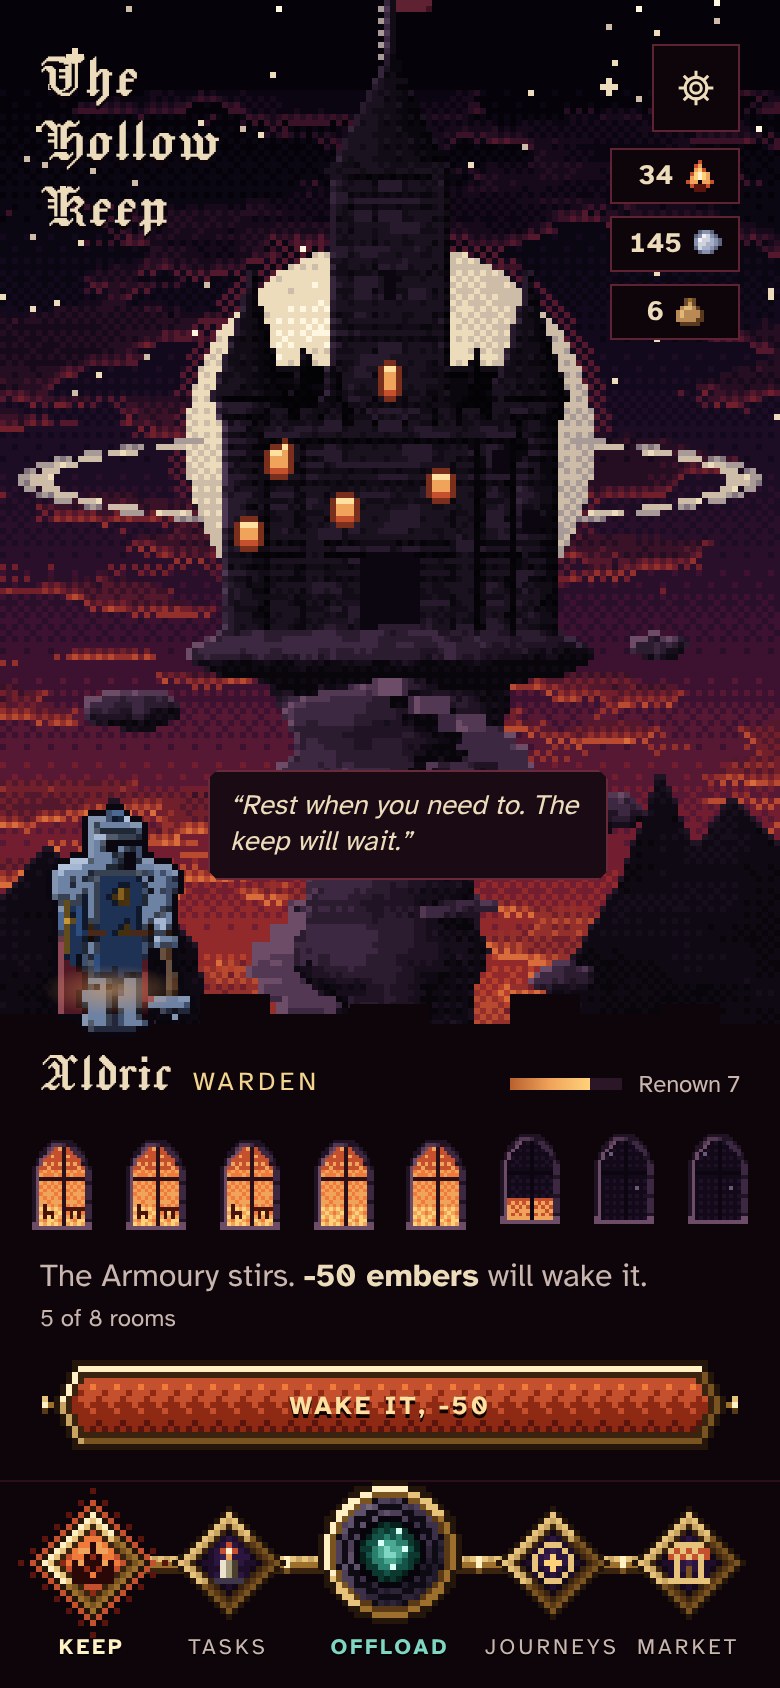 The
Hollow
Keep
34
145
6
“Rest when you need to. The
keep will wait.”
Aldric WARDEN
Renown 7
The Armoury stirs. -50 embers will wake it.
5 of 8 rooms
WAKE IT, -50
KEEP
TASKS
OFFLOAD
JOURNEYS
MARKET